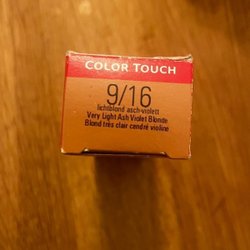 COLOR TOUCH
9/16
lichtblond asch-violett
Very Light Ash Violet Blonde
Blond très clair cendré violine